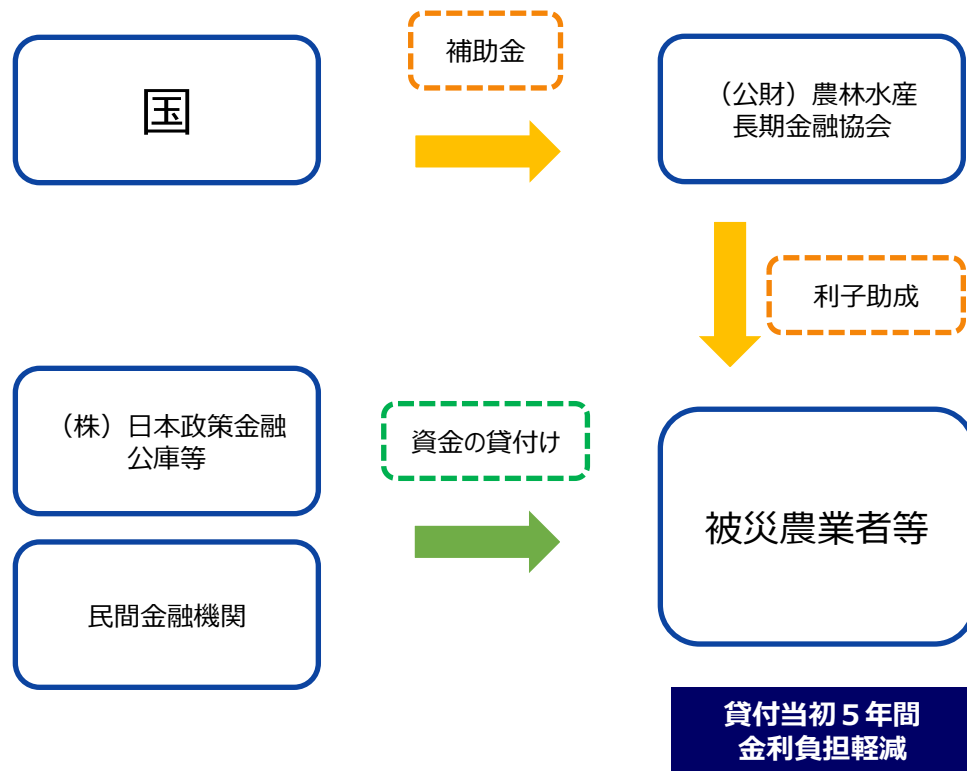 国
補助金
（公財）農林水産
長期金融協会
利子助成
（株）日本政策金融
公庫等
資金の貸付け
被災農業者等
民間金融機関
貸付当初５年間
金利負担軽減